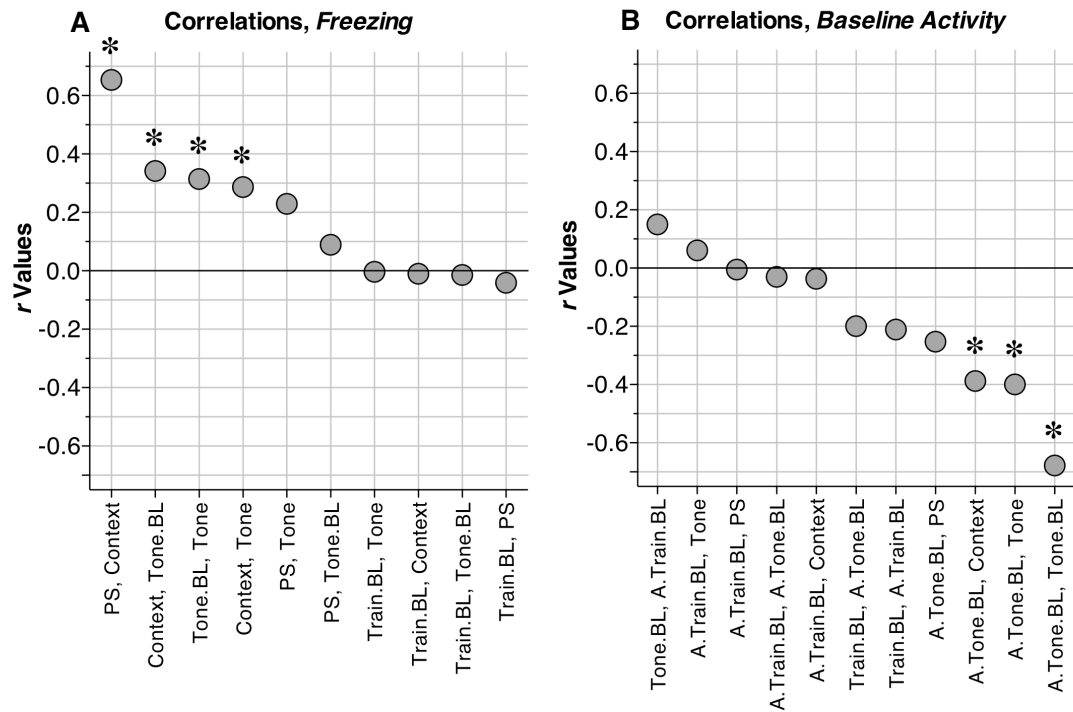 A Correlations, Freezing
*
0.6
0.4
0.2
0.0
-0.2
-0.4
-0.6
r Values
* * *
PS, Context
Context, Tone.BL
Tone.BL, Tone
Context, Tone
PS, Tone
PS, Tone.BL
Train.BL, Tone
Train.BL, Context
Train.BL, Tone.BL
Train.BL, PS
B Correlations, Baseline Activity
0.6
0.4
0.2
0.0
-0.2
-0.4
-0.6
r Values
* *
*
Tone.BL, A.Train.BL
A.Train.BL, Tone
A.Train.BL, PS
A.Train.BL, A.Tone.BL
A.Train.BL, Context
Train.BL, A.Tone.BL
Train.BL, A.Train.BL
A.Tone.BL, PS
A.Tone.BL, Context
A.Tone.BL, Tone
A.Tone.BL, Tone.BL